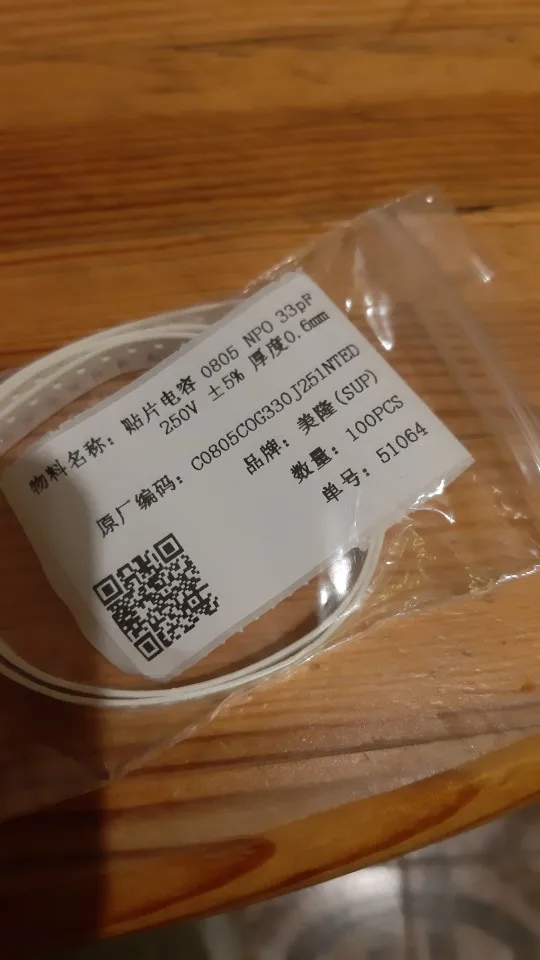 物料名称: 贴片电容 0805 NPO 33pF
250V ±5% 厚度0.6mm
原厂编码: C0805COG330J251NTED
品牌: 美隆(SUP)
数量: 100PCS
单号: 51064